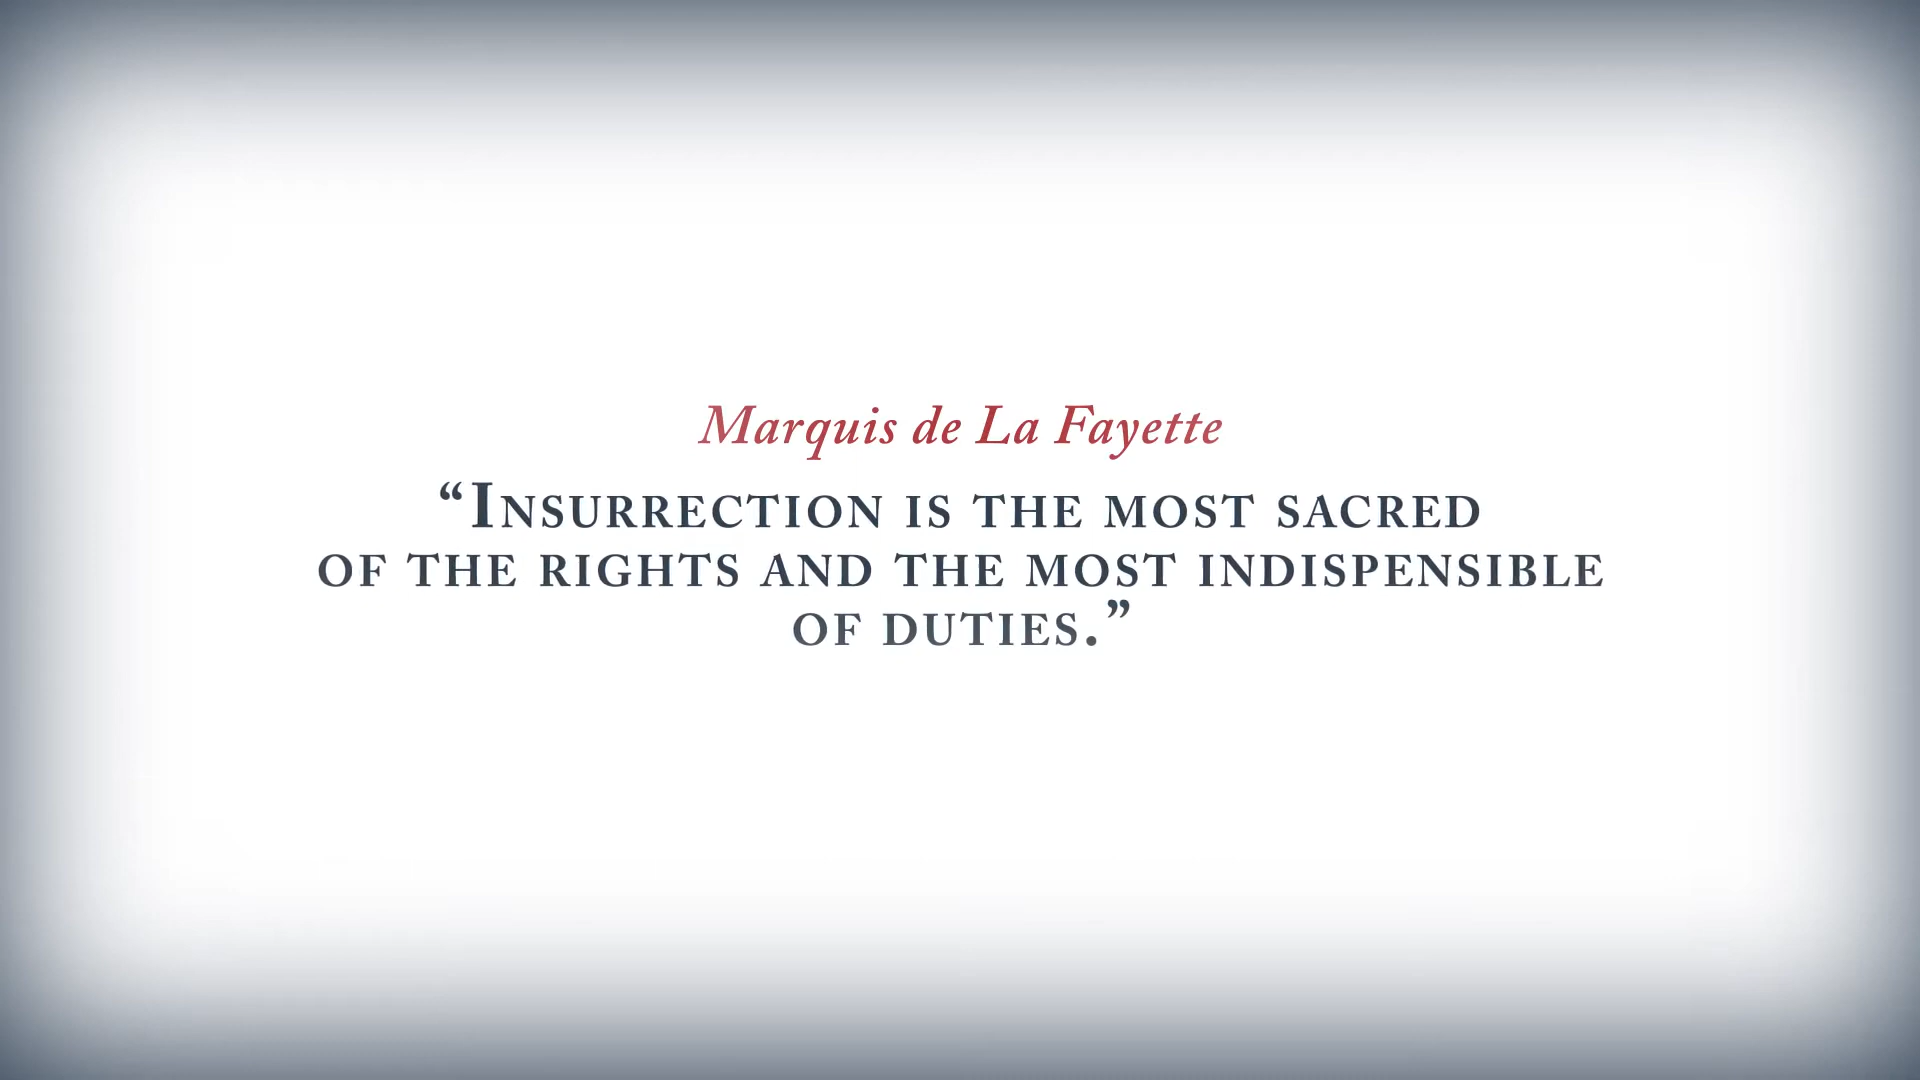 Marquis de La Fayette
“Insurrection is the most sacred
of the rights and the most indispensible
of duties.”